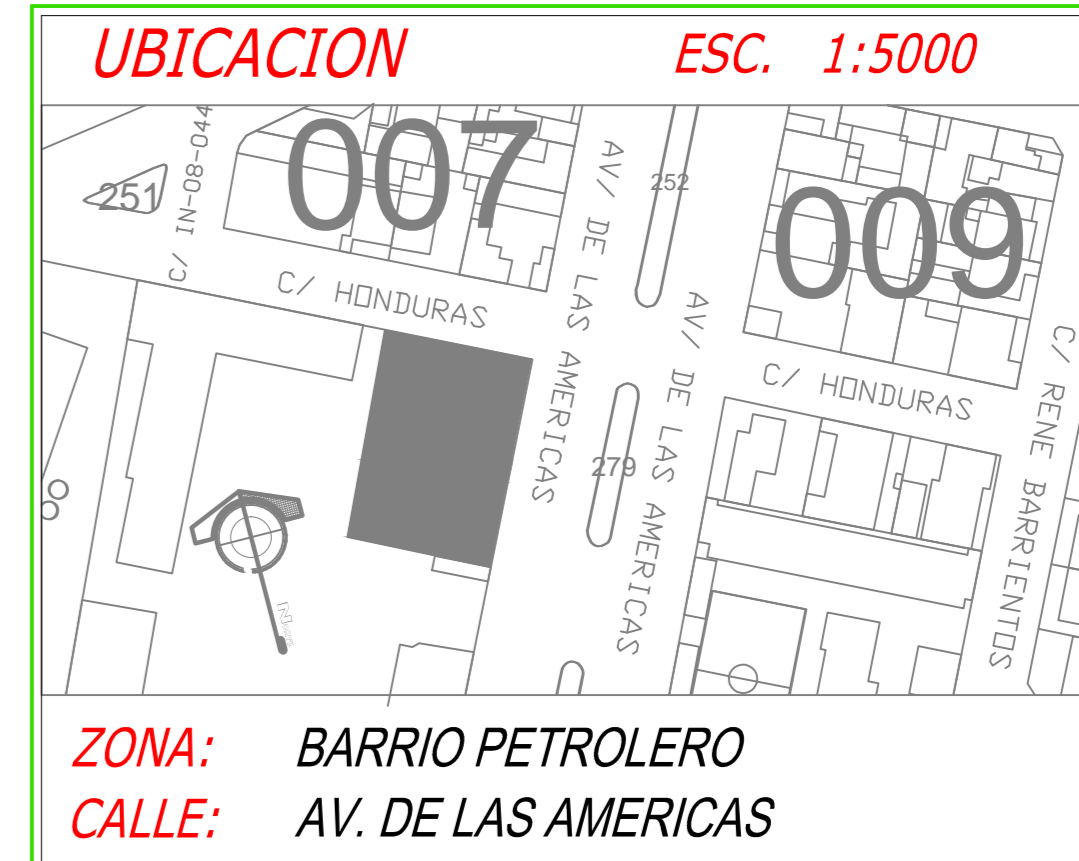 UBICACION ESC. 1:5000
007
009
251
252
C/ IN-08-044
AV/ DE LAS AMERICAS
C/ HONDURAS
AV/ DE LAS AMERICAS
C/ HONDURAS
C/ RENE BARRIENTOS
279
N
ZONA: BARRIO PETROLERO
CALLE: AV. DE LAS AMERICAS